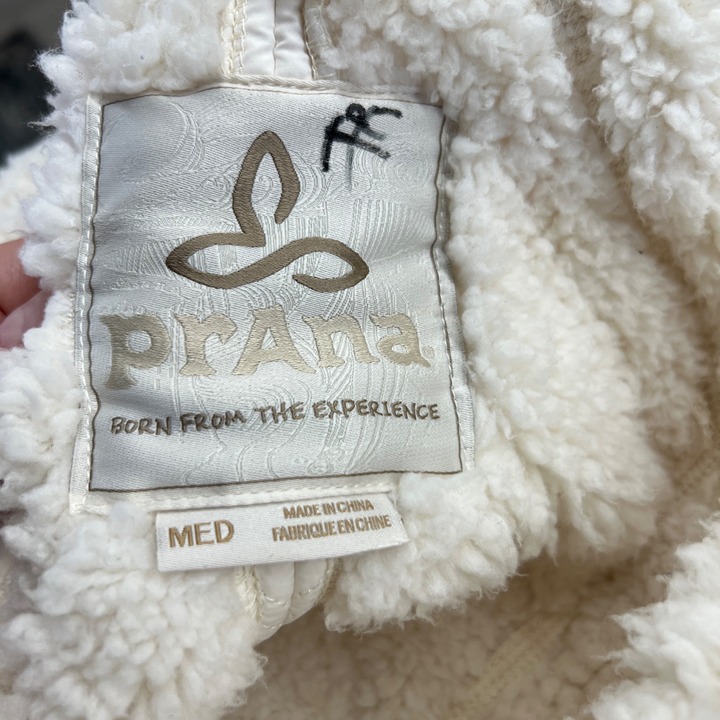 prAna
BORN FROM THE EXPERIENCE
MED
MADE IN CHINA
FABRIQUE EN CHINE